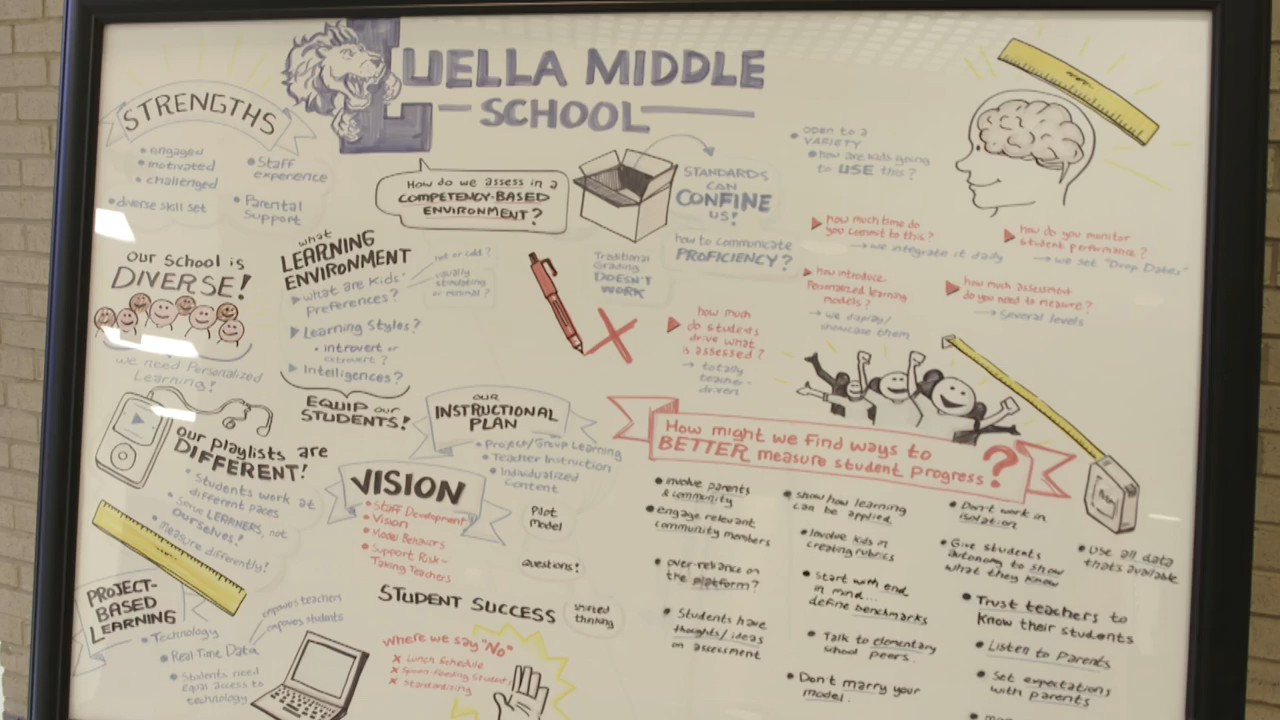 LUELLA MIDDLE
SCHOOL
STRENGTHS
• engaged
• motivated
• challenged
• diverse skill set
• Staff
experience
• Parental
Support
How do we assess in a
COMPETENCY-BASED
ENVIRONMENT?
STANDARDS
CAN
CONFINE
US!
how to communicate
PROFICIENCY?
Traditional
Grading
DOESN'T
WORK
• open to a
VARIETY
• how are kids going
to USE this?
how much time do
you commit to this?
→ we integrate it daily
how do you monitor
student performance?
→ we set "Drop Dates"
how introduce
Personalized learning
models?
→ we display/
showcase them
how much assessment
do you need to measure?
→ Several levels
how much
do students
drive what
is assessed?
→ totally
teacher-
driven
our school is
DIVERSE!
we need Personalized
Learning!
what
LEARNING
ENVIRONMENT
what are Kids'
preferences?
hot or cold?
visually
stimulating
or minimal?
Learning Styles?
• introvert or
extrovert?
Intelligences?
EQUIP our
STUDENTS!
our playlists are
DIFFERENT!
• Students work at
different paces
• Serve LEARNERS, not
Ourselves!
• measure differently!
OUR
INSTRUCTIONAL
PLAN
• Project/Group Learning
• Teacher Instruction
• Individualized
Content
VISION
• Staff Development
• Vision
• Model Behaviors
• Support Risk-
Taking Teachers
Pilot
Model
Questions!
STUDENT SUCCESS
shifted
thinking
where we say "No"
x Lunch Schedule
x Spoon-feeding Students
x Standardizing
PROJECT-
BASED
LEARNING
• Technology
• Real-Time Data
empowers teachers
empowers students
• Students need
equal access to
technology
How might we find ways to
BETTER measure student progress?
• involve parents
& community
• engage relevant
community members
• over-reliance on
the platform?
• Students have
thoughts/ideas
on assessment
• show how learning
can be applied
• Involve kids in
creating rubrics
• Start with end
in mind...
define benchmarks
• Talk to elementary
school peers.
• Don't marry your
model.
• Don't work in
isolation
• Give students
autonomy to show
what they know
• Trust teachers to
Know their students
• Listen to Parents
• Set expectations
with parents
• use all data
that's available